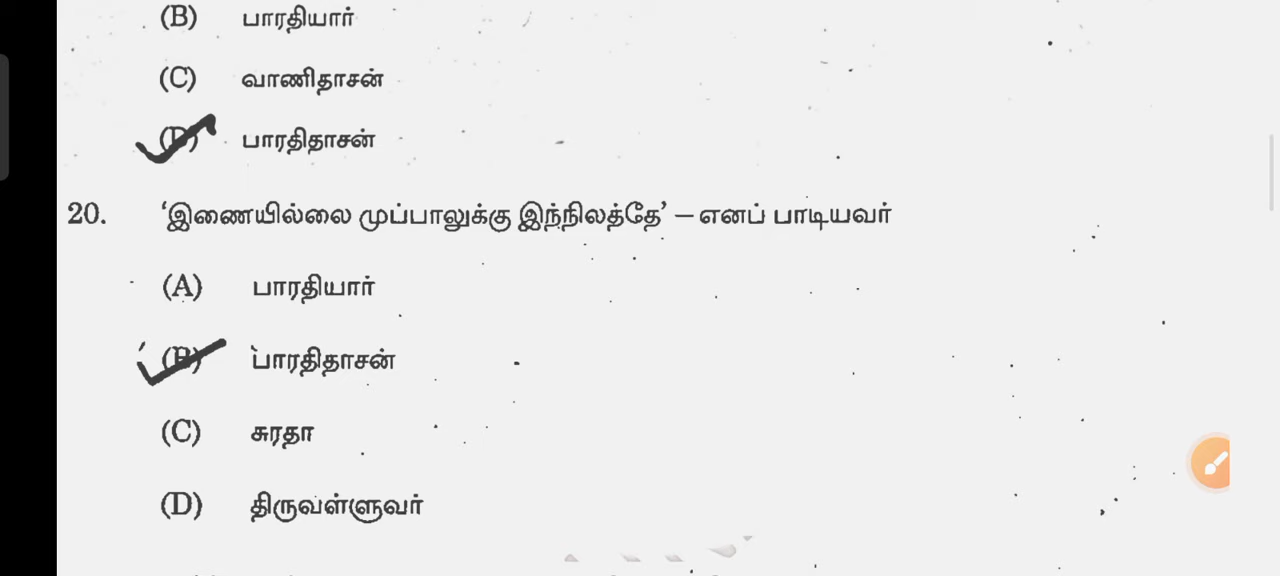 (B) பாரதியார்
(C) வாணிதாசன்
(D) பாரதிதாசன்
20. ‘இணையில்லை முப்பாலுக்கு இந்நிலத்தே’ – எனப் பாடியவர்
(A) பாரதியார்
(B) பாரதிதாசன்
(C) சுரதா
(D) திருவள்ளுவர்